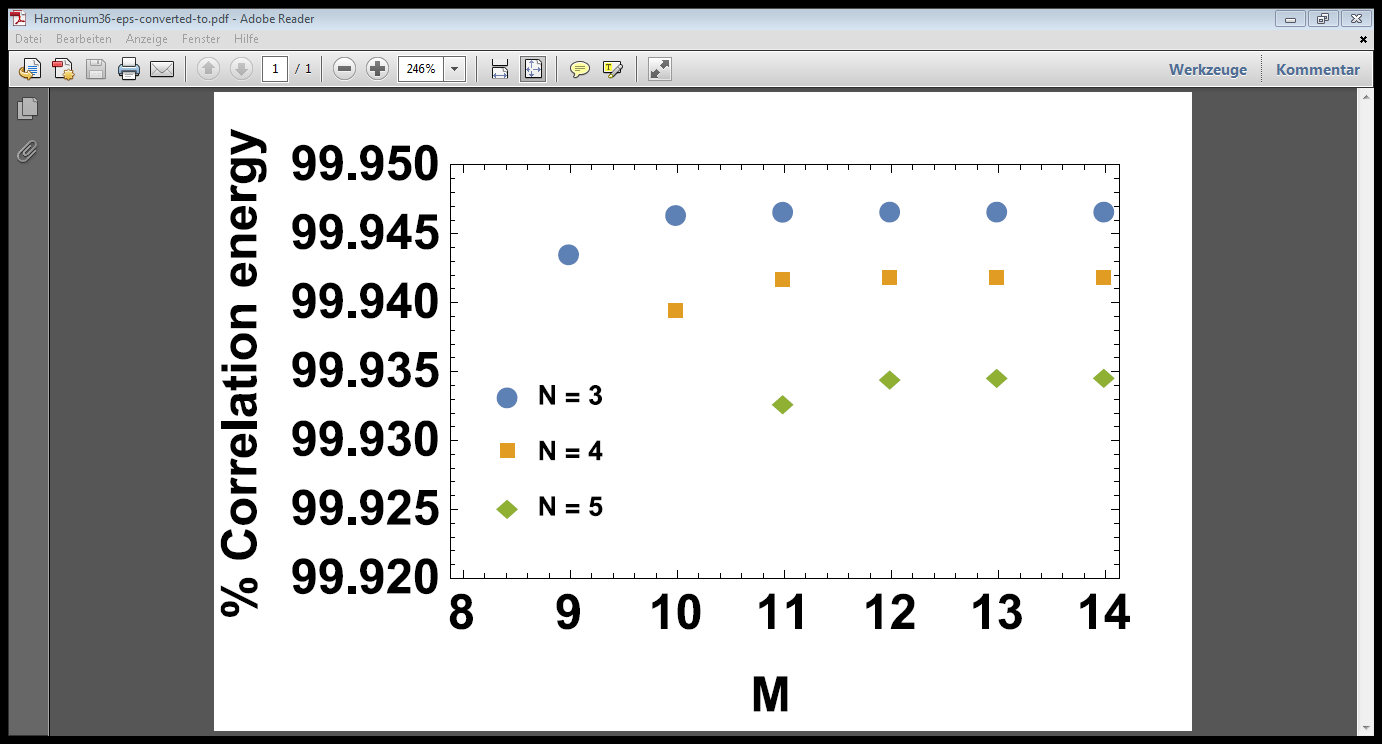 Harmonium36-eps-converted-to.pdf - Adobe Reader
Datei Bearbeiten Anzeige Fenster Hilfe
1 / 1 246% Werkzeuge Kommentar
% Correlation energy
99.950
99.945
99.940
99.935
99.930
99.925
99.920
N = 3
N = 4
N = 5
8 9 10 11 12 13 14
M